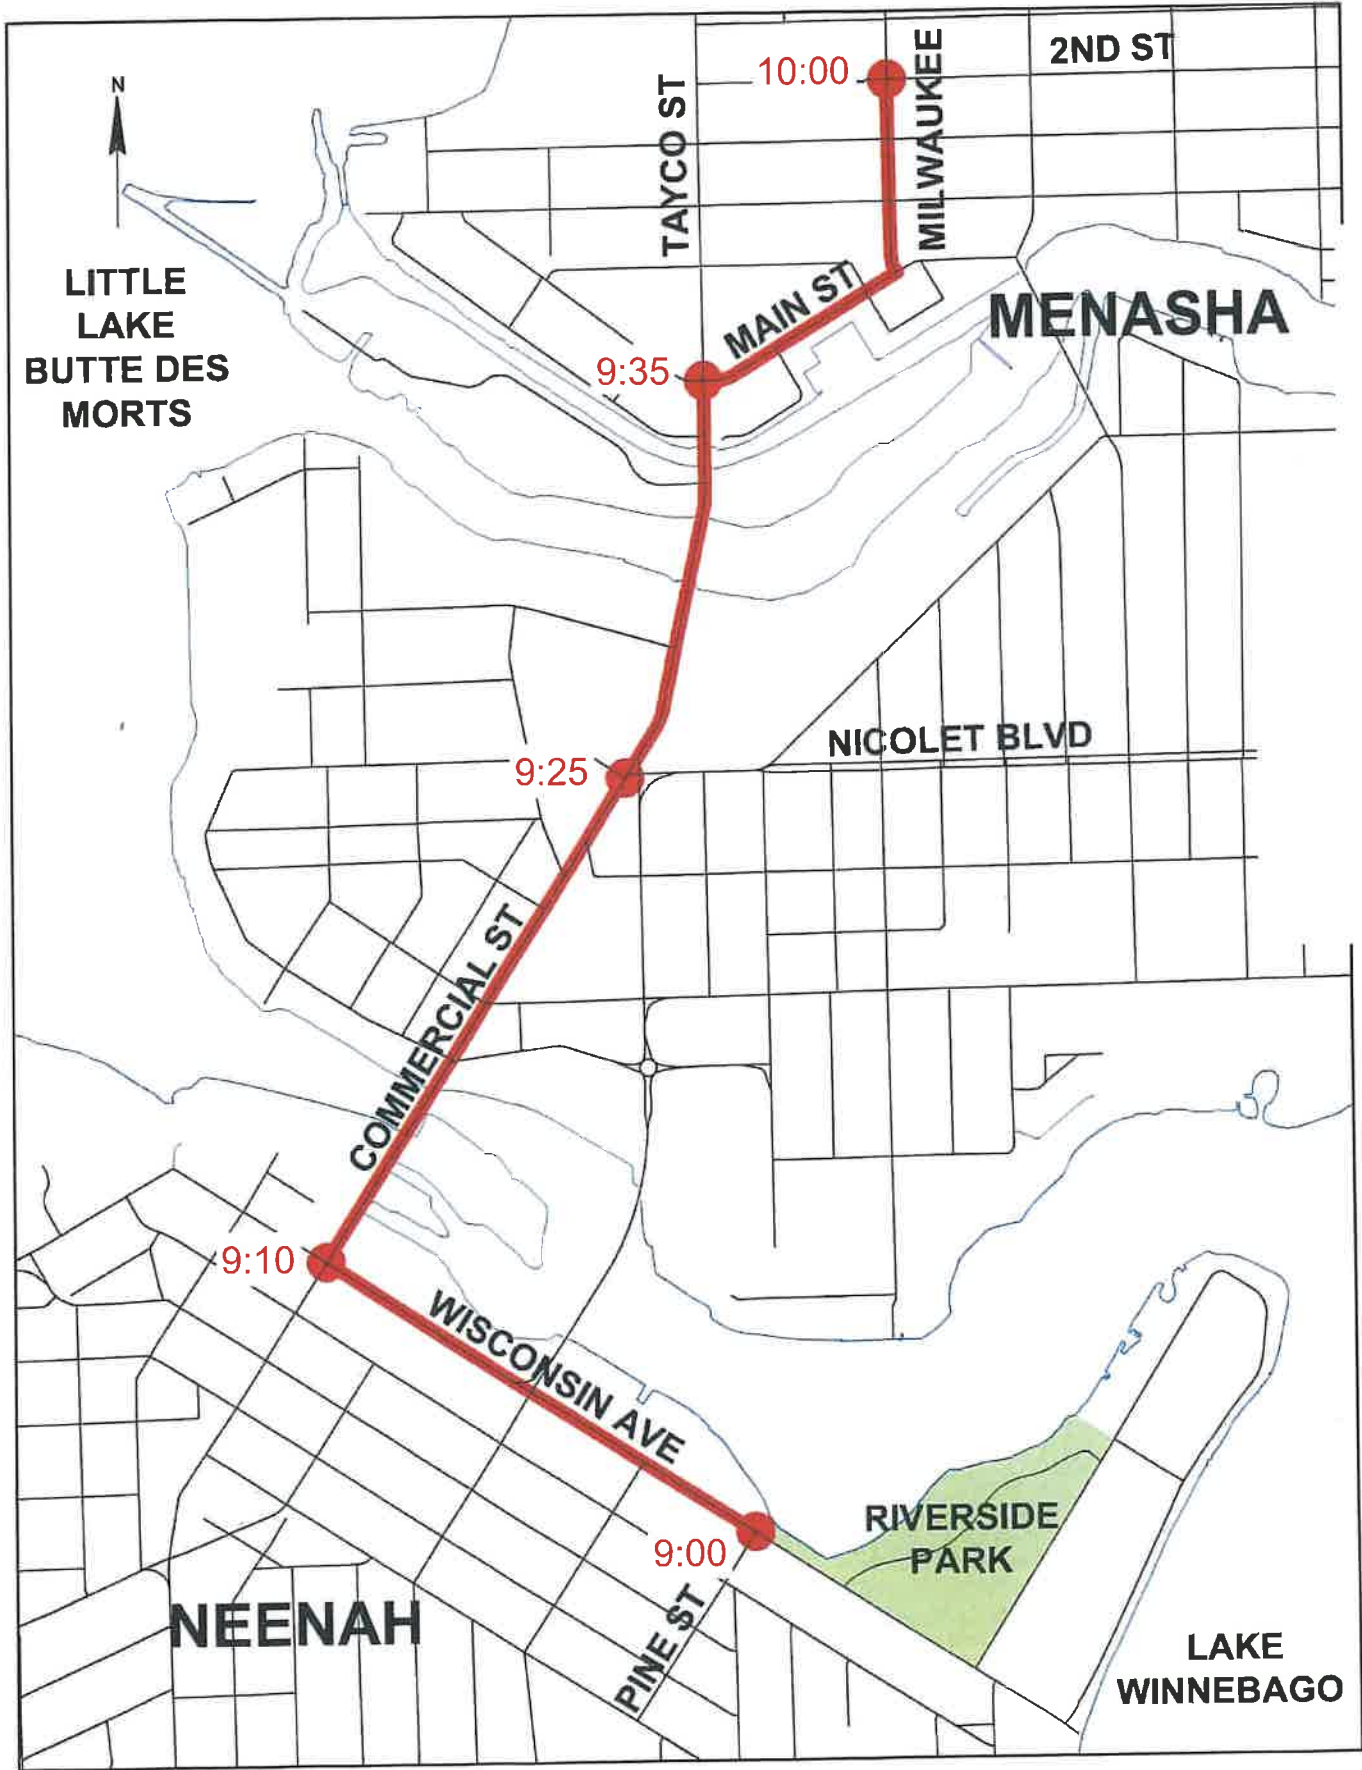 2ND ST
MILWAUKEE
10:00
TAYCO ST
N
LITTLE
LAKE
BUTTE DES
MORTS
MAIN ST
MENASHA
9:35
NICOLET BLVD
9:25
COMMERCIAL ST
9:10
WISCONSIN AVE
RIVERSIDE
PARK
9:00
PINE ST
NEENAH
LAKE
WINNEBAGO